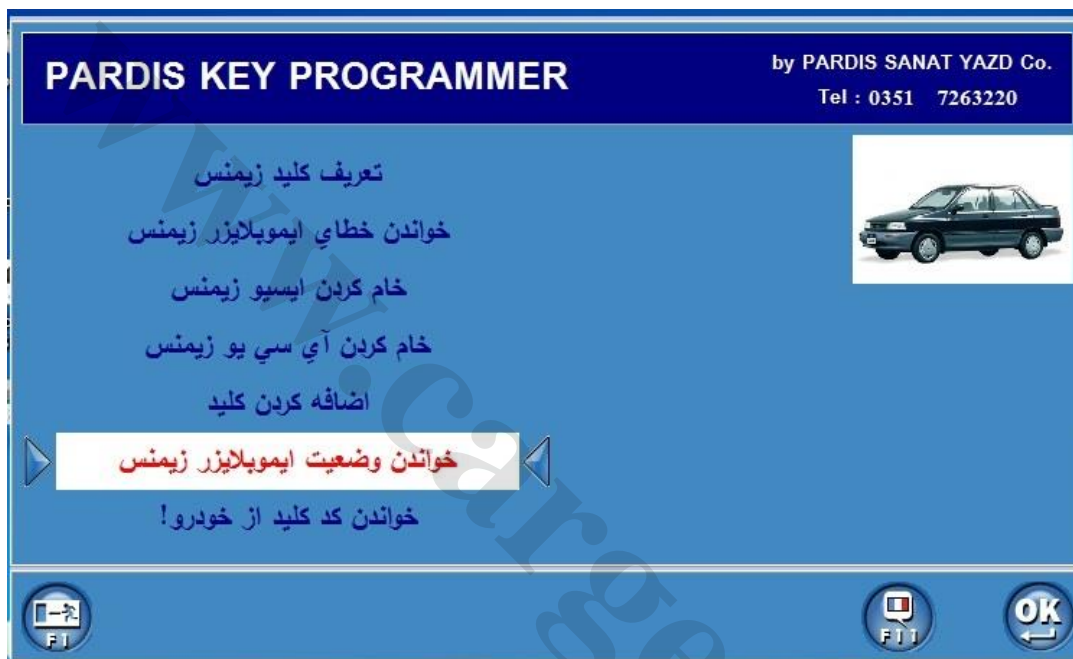 PARDIS KEY PROGRAMMER
by PARDIS SANAT YAZD Co.
Tel : 0351 7263220
تعریف کلید زیمنس
خواندن خطاي ایموبلایزر زیمنس
خام کردن ایسیو زیمنس
خام کردن آي سي یو زیمنس
اضافه کردن کلید
خواندن وضعیت ایموبلایزر زیمنس
خواندن کد کلید از خودرو!
F1
F11
OK
www.carge